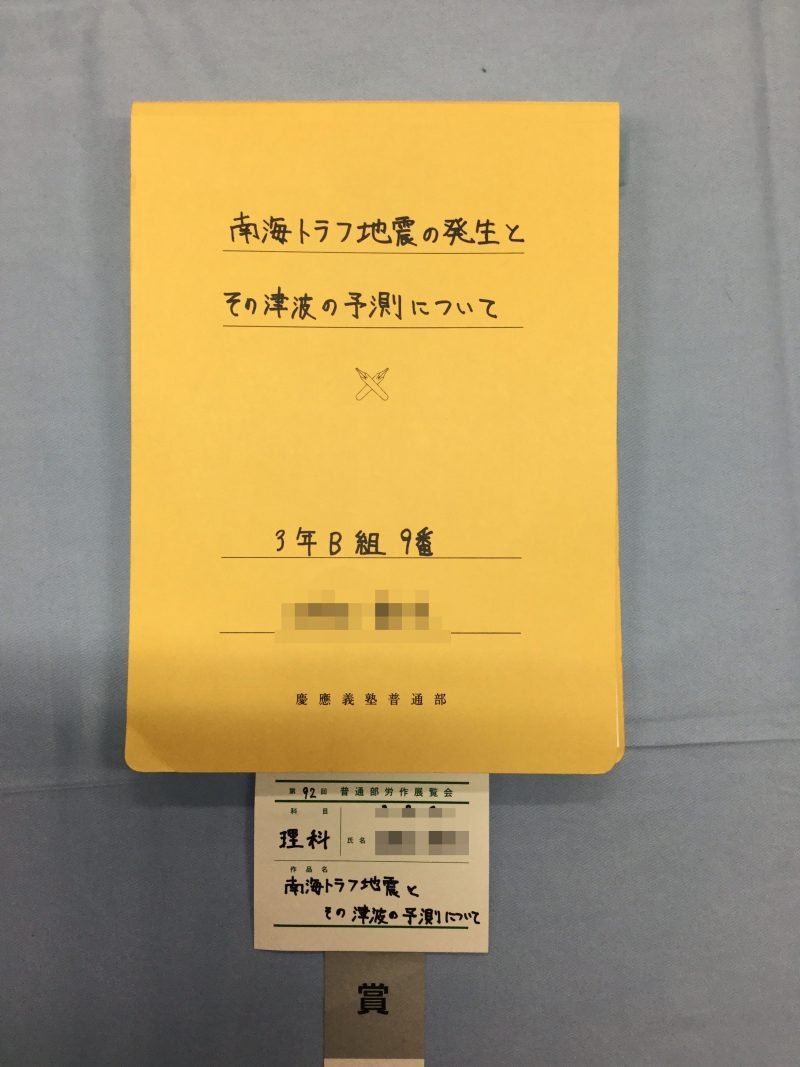 南海トラフ地震の発生と
その津波の予測について
3年B組 9番
慶應義塾普通部
第92回 普通部労作展覧会
科目
理科
氏名
作品名
南海トラフ地震と
その津波の予測について
賞